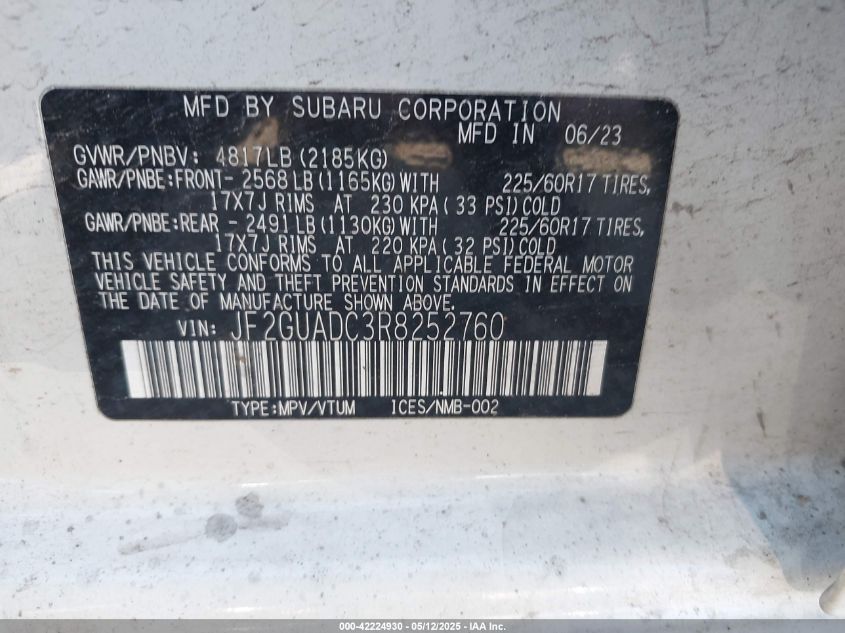 MFD BY SUBARU CORPORATION
MFD IN 06/23
GVWR/PNBV: 4817LB (2185KG)
GAWR/PNBE:FRONT- 2568LB (1165KG) WITH 225/60R17 TIRES,
17X7J RIMS AT 230 KPA ( 33 PSI) COLD
GAWR/PNBE:REAR - 2491LB (1130KG) WITH 225/60R17 TIRES,
17X7J RIMS AT 220 KPA ( 32 PSI) COLD
THIS VEHICLE CONFORMS TO ALL APPLICABLE FEDERAL MOTOR
VEHICLE SAFETY AND THEFT PREVENTION STANDARDS IN EFFECT ON
THE DATE OF MANUFACTURE SHOWN ABOVE.
VIN: JF2GUADC3R8252760
TYPE:MPV/VTUM ICES/NMB-002
000-42224930 - 05/12/2025 - IAA Inc.